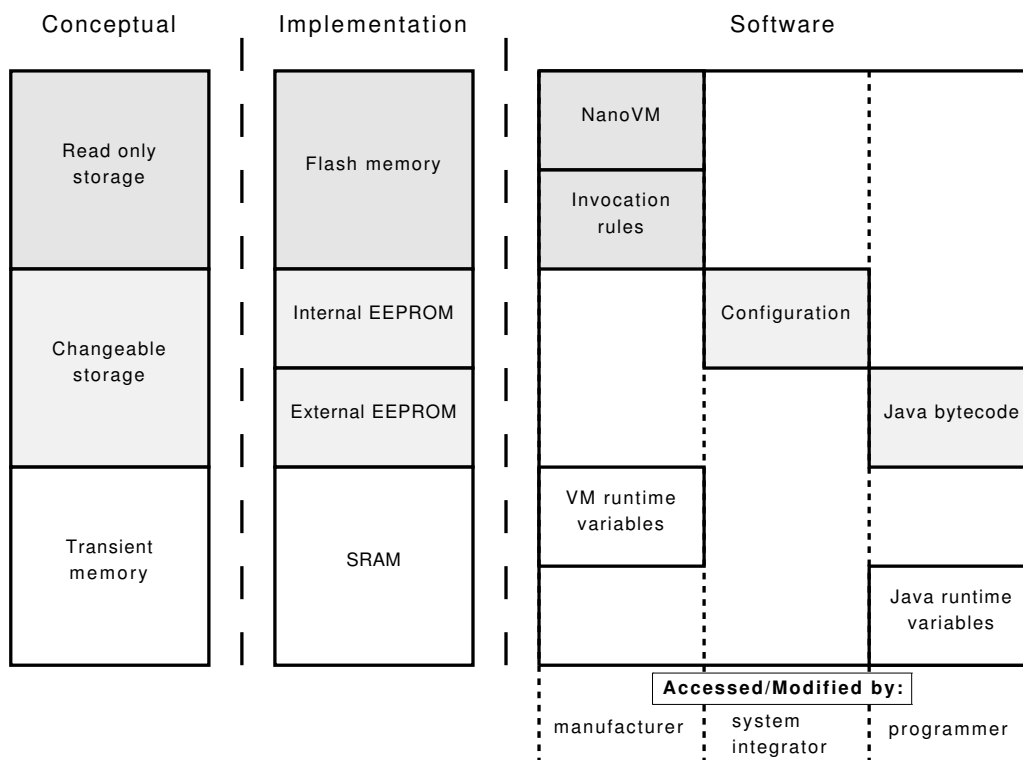 Conceptual
Implementation
Software
Read only
storage
Flash memory
NanoVM
Invocation
rules
Changeable
storage
Internal EEPROM
Configuration
External EEPROM
Java bytecode
Transient
memory
SRAM
VM runtime
variables
Java runtime
variables
Accessed/Modified by:
manufacturer
system
integrator
programmer